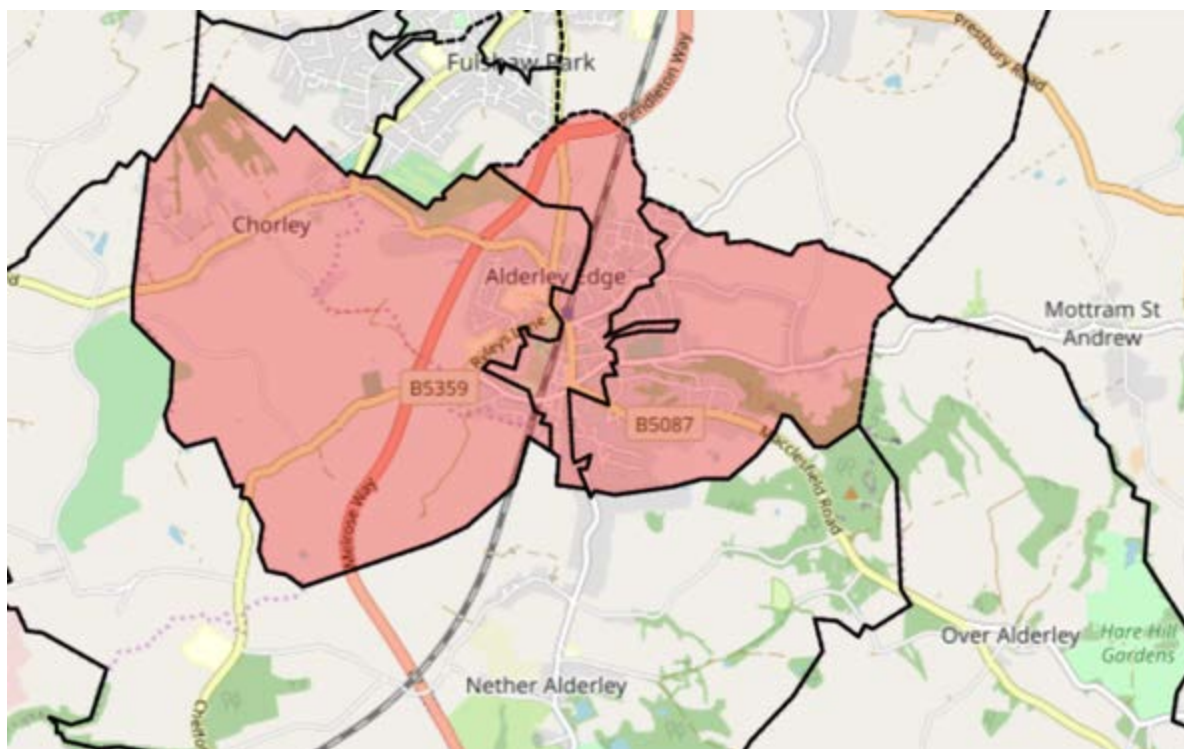 Fulshaw Park
Pendleton Way
Prestbury Road
Chorley
d
Alderley Edge
Mottram St
Andrew
Ryleys Lane
B5359
B5087
Macclesfield Road
Melrose Way
Over Alderley
Hare Hill
Gardens
Nether Alderley